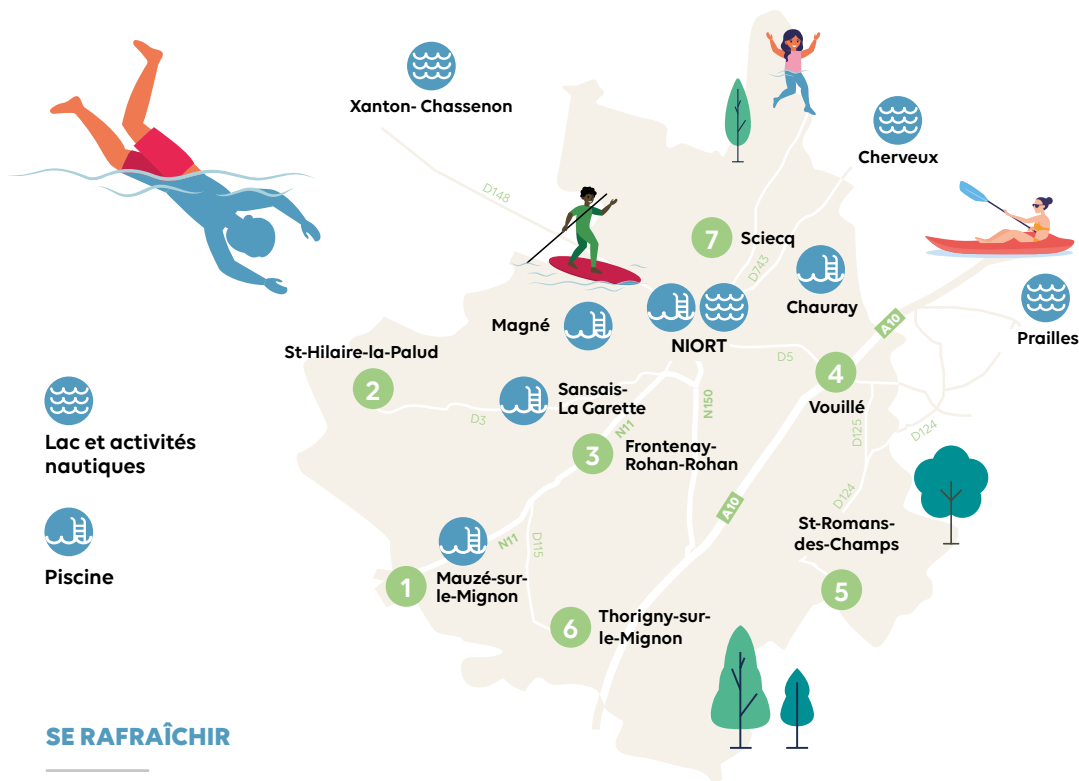 Xanton- Chassenon
Cherveux
D148
7
Sciecq
D743
Chauray
Magné
NIORT
A10
Prailles
St-Hilaire-la-Palud
D5
2
4
Sansais-
La Garette
Vouillé
N150
D3
N11
D125
D124
Lac et activités
nautiques
3
Frontenay-
Rohan-Rohan
D124
A10
St-Romans-
des-Champs
N11
D115
Piscine
1
Mauzé-sur-
le-Mignon
5
6
Thorigny-sur-
le-Mignon
SE RAFRAÎCHIR